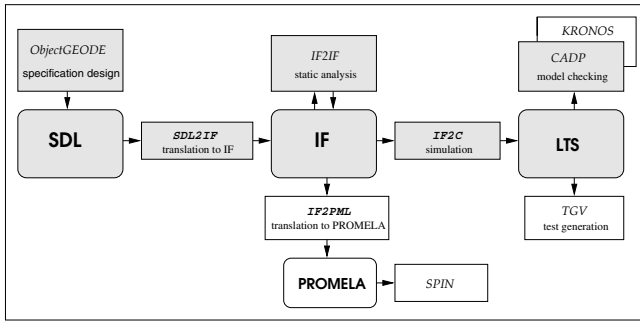 KRONOS
ObjectGEODE
specification design
IF2IF
static analysis
CADP
model checking
SDL
SDL2IF
translation to IF
IF
IF2C
simulation
LTS
IF2PML
translation to PROMELA
TGV
test generation
PROMELA
SPIN